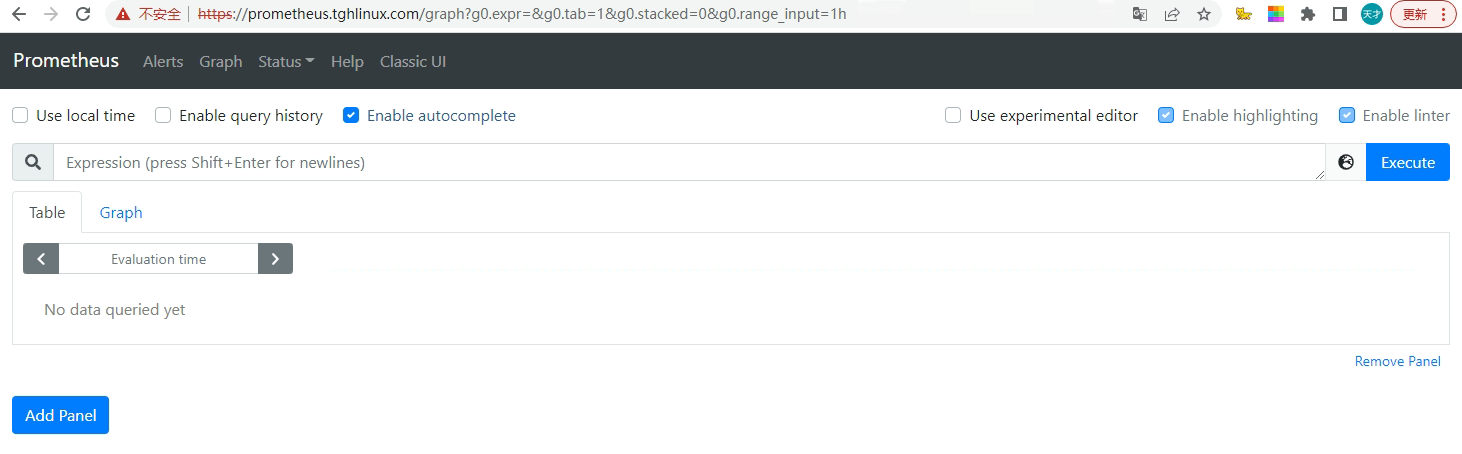 不安全 | https://prometheus.tghlinux.com/graph?g0.expr=&g0.tab=1&g0.stacked=0&g0.range_input=1h 天才 更新
Prometheus Alerts Graph Status Help Classic UI
Use local time Enable query history Enable autocomplete Use experimental editor Enable highlighting Enable linter
Expression (press Shift+Enter for newlines) Execute
Table Graph
Evaluation time
No data queried yet
Remove Panel
Add Panel